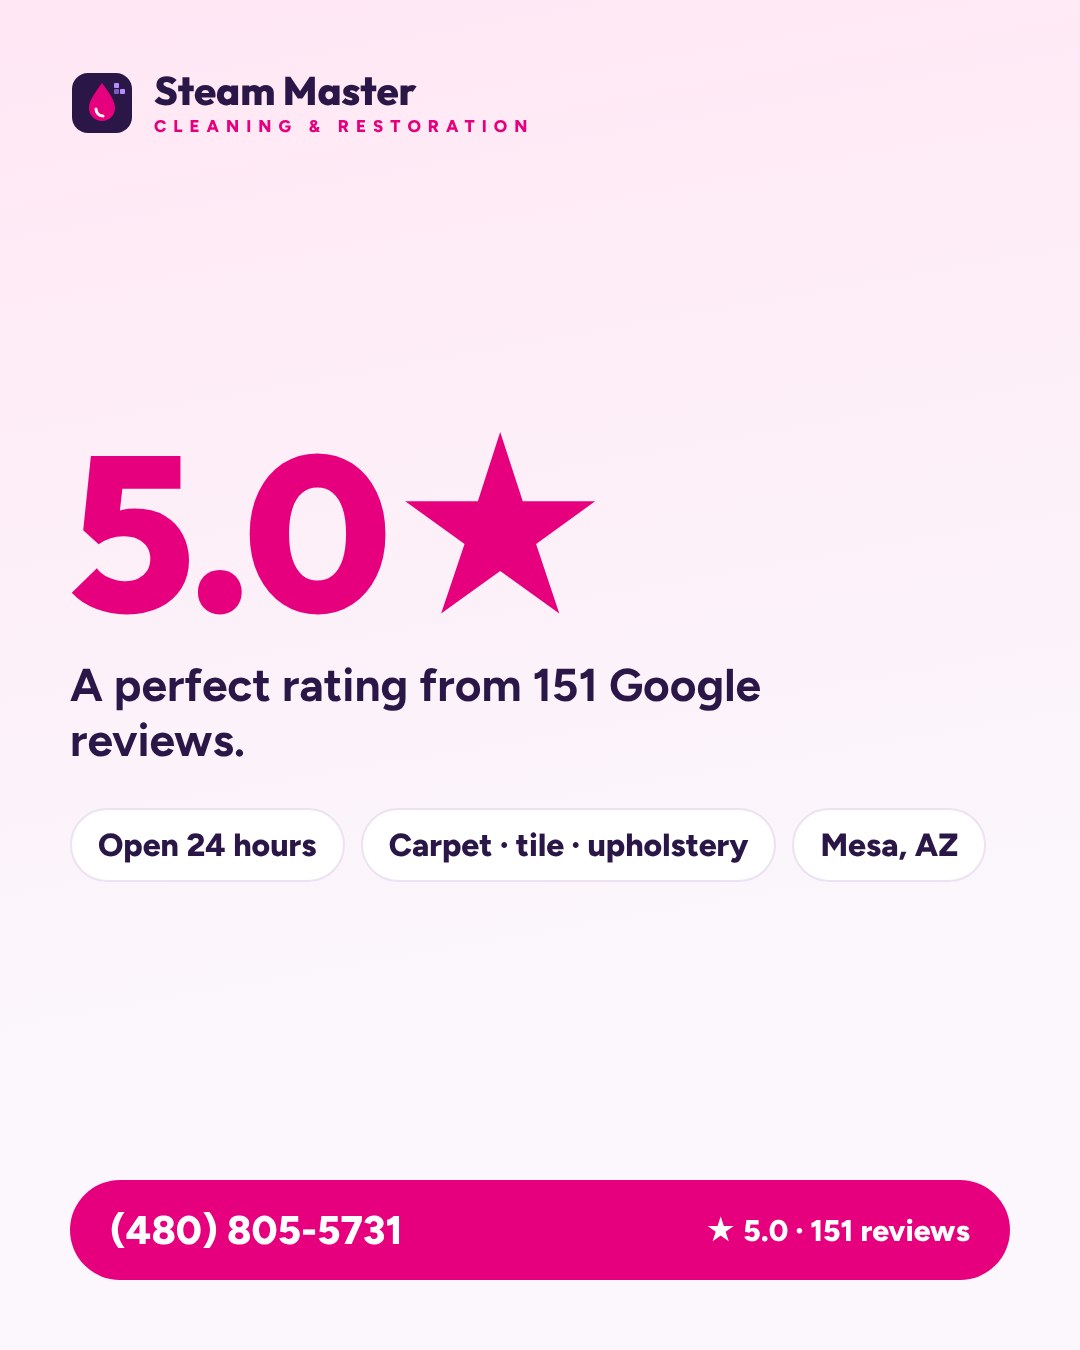 Steam Master
CLEANING & RESTORATION
5.0★
A perfect rating from 151 Google
reviews.
Open 24 hours
Carpet · tile · upholstery
Mesa, AZ
(480) 805-5731
★ 5.0 · 151 reviews